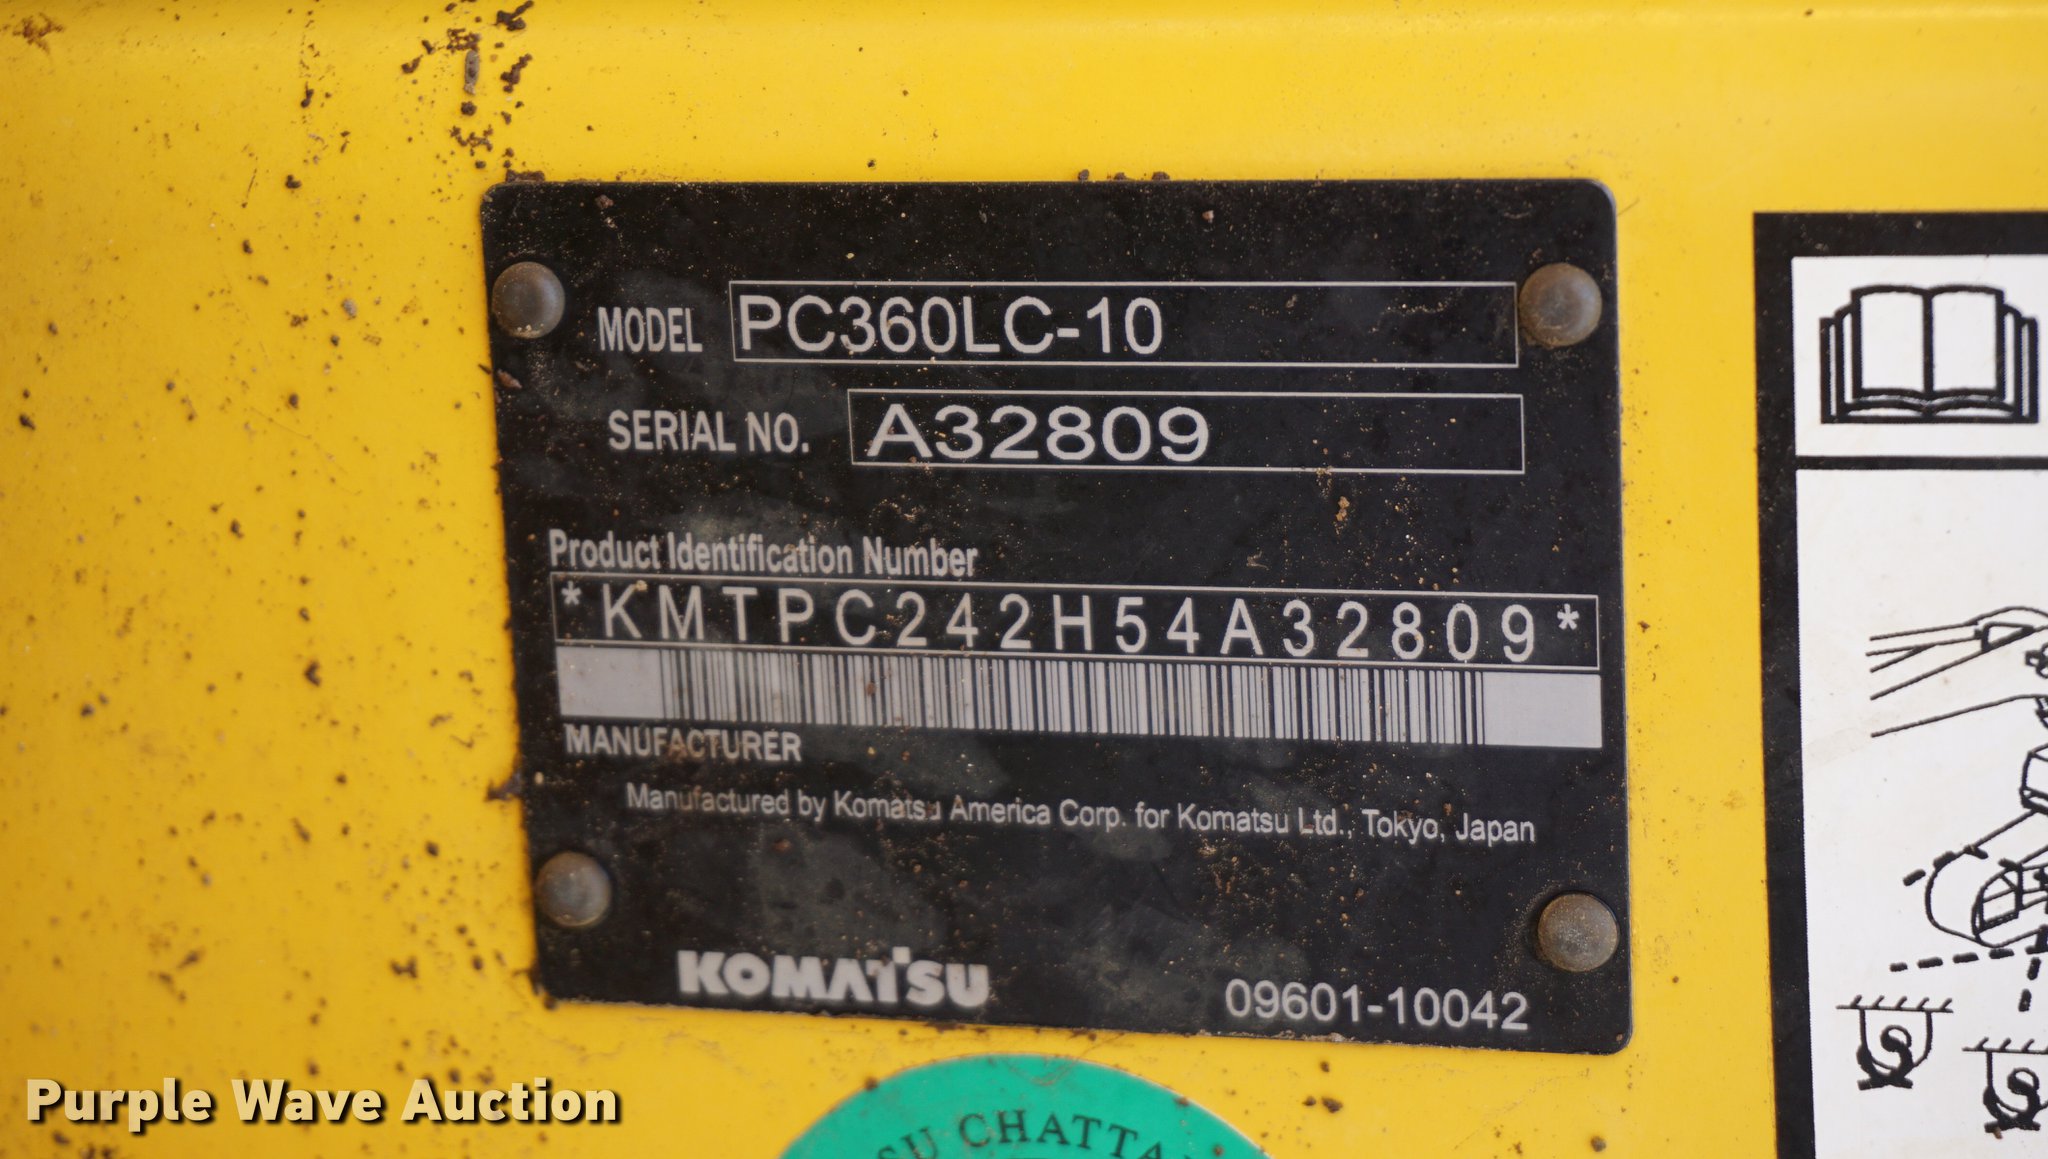 MODEL PC360LC-10
SERIAL NO. A32809
Product Identification Number
*KMTPC242H54A32809*
MANUFACTURER
Manufactured by Komatsu America Corp. for Komatsu Ltd., Tokyo, Japan
KOMATSU 09601-10042
Purple Wave Auction